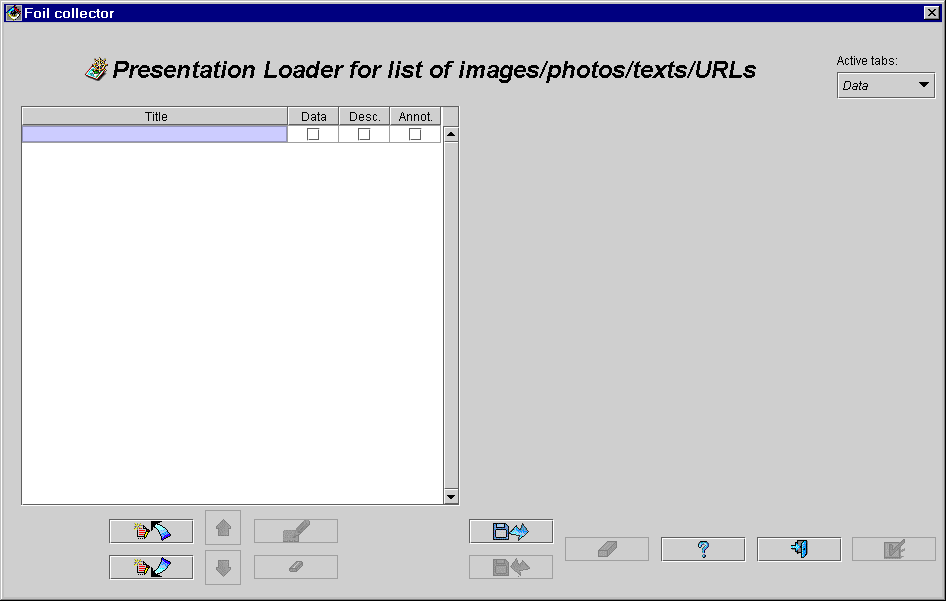 Foil collector
Presentation Loader for list of images/photos/texts/URLs
Active tabs:
Data
Title Data Desc. Annot.
?